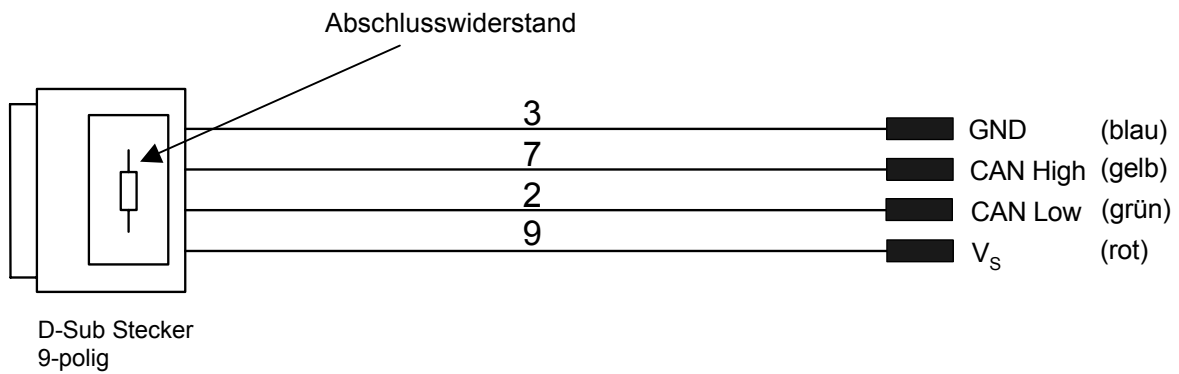 Abschlusswiderstand
3 GND (blau)
7 CAN High (gelb)
2 CAN Low (grün)
9 VS (rot)
D-Sub Stecker
9-polig